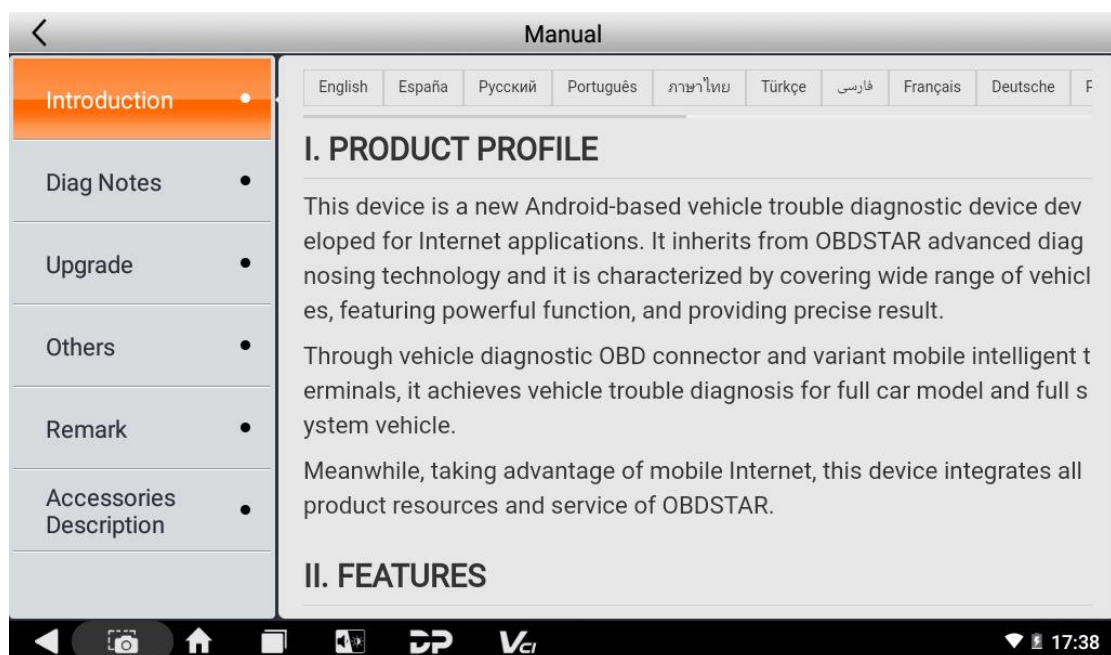 Manual
Introduction
Diag Notes
Upgrade
Others
Remark
Accessories
Description
English España Русский Português ภาษาไทย Türkçe فارسی Français Deutsche
I. PRODUCT PROFILE
This device is a new Android-based vehicle trouble diagnostic device dev
eloped for Internet applications. It inherits from OBDSTAR advanced diag
nosing technology and it is characterized by covering wide range of vehicl
es, featuring powerful function, and providing precise result.
Through vehicle diagnostic OBD connector and variant mobile intelligent t
erminals, it achieves vehicle trouble diagnosis for full car model and full s
ystem vehicle.
Meanwhile, taking advantage of mobile Internet, this device integrates all
product resources and service of OBDSTAR.
II. FEATURES
DP VCI 17:38